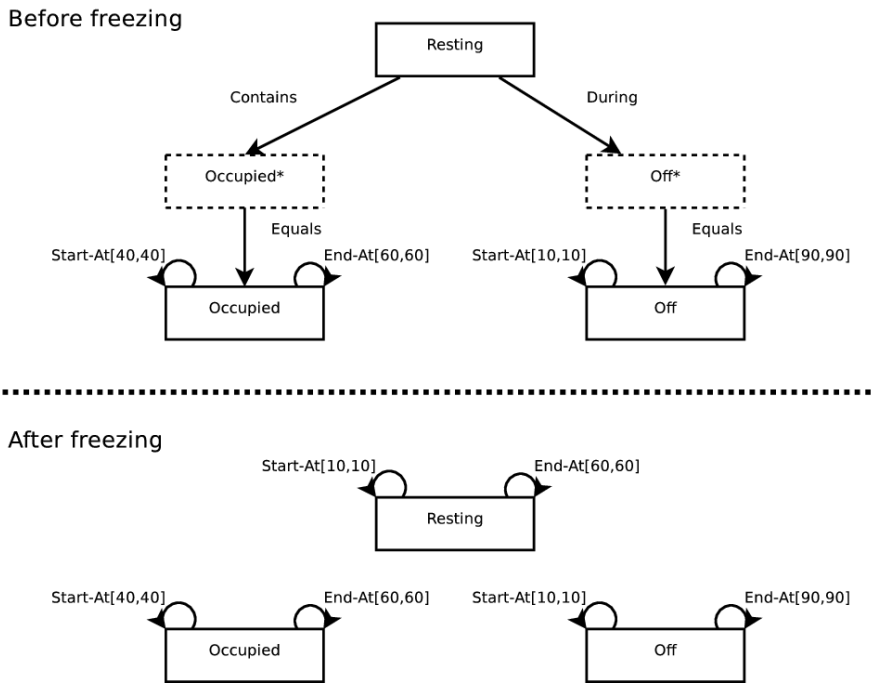 Before freezing
Resting
Contains
During
Occupied*
Off*
Equals
Equals
Start-At[40,40]
End-At[60,60]
Start-At[10,10]
End-At[90,90]
Occupied
Off
After freezing
Start-At[10,10]
End-At[60,60]
Resting
Start-At[40,40]
End-At[60,60]
Start-At[10,10]
End-At[90,90]
Occupied
Off